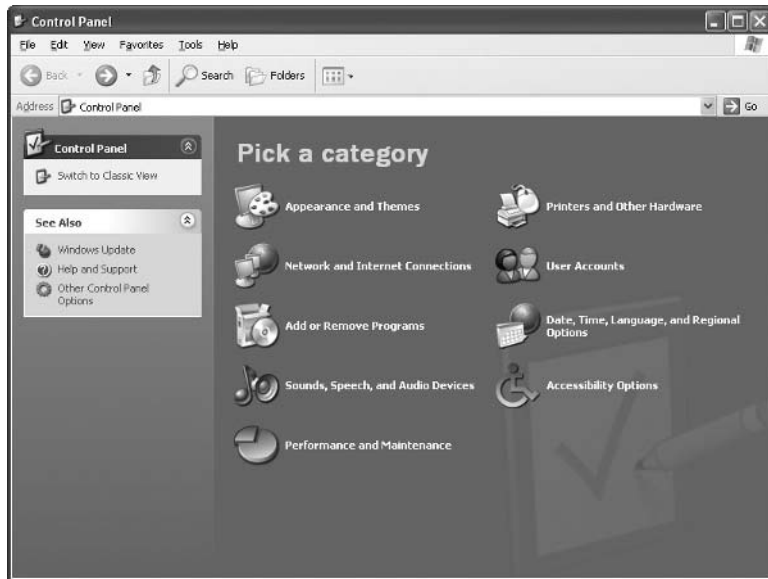 Control Panel
File Edit View Favorites Tools Help
Back Search Folders
Address Control Panel Go
Control Panel
Switch to Classic View
See Also
Windows Update
Help and Support
Other Control Panel
Options
Pick a category
Appearance and Themes
Printers and Other Hardware
Network and Internet Connections
User Accounts
Add or Remove Programs
Date, Time, Language, and Regional
Options
Sounds, Speech, and Audio Devices
Accessibility Options
Performance and Maintenance